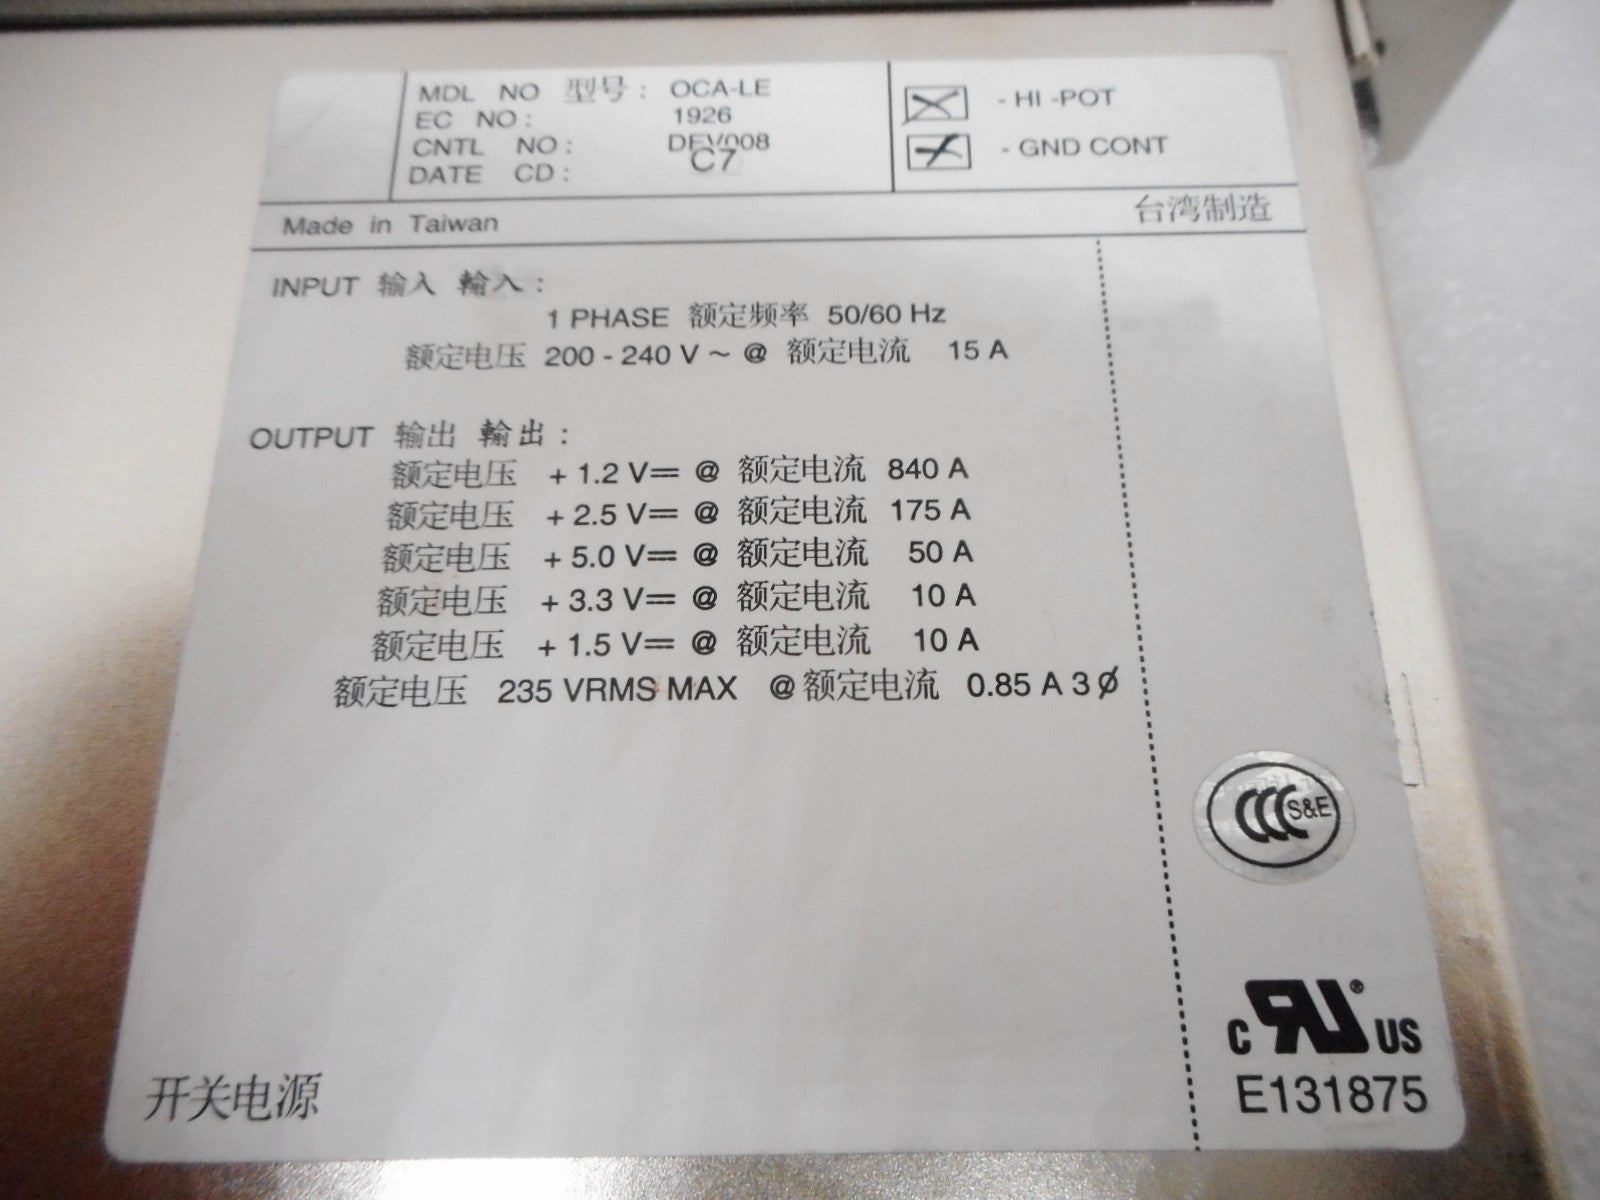 MDL NO 型号: OCA-LE
EC NO: 1926
CNTL NO: DEV008
DATE CD: C7
- HI -POT
- GND CONT
Made in Taiwan 台湾制造
INPUT 输入 輸入:
1 PHASE 额定频率 50/60 Hz
额定电压 200 - 240 V ~ @ 额定电流 15 A
OUTPUT 输出 輸出:
额定电压 + 1.2 V⎓ @ 额定电流 840 A
额定电压 + 2.5 V⎓ @ 额定电流 175 A
额定电压 + 5.0 V⎓ @ 额定电流 50 A
额定电压 + 3.3 V⎓ @ 额定电流 10 A
额定电压 + 1.5 V⎓ @ 额定电流 10 A
额定电压 235 VRMS MAX @ 额定电流 0.85 A 3 Ø
CCC S&E
C RU® US
E131875
开关电源